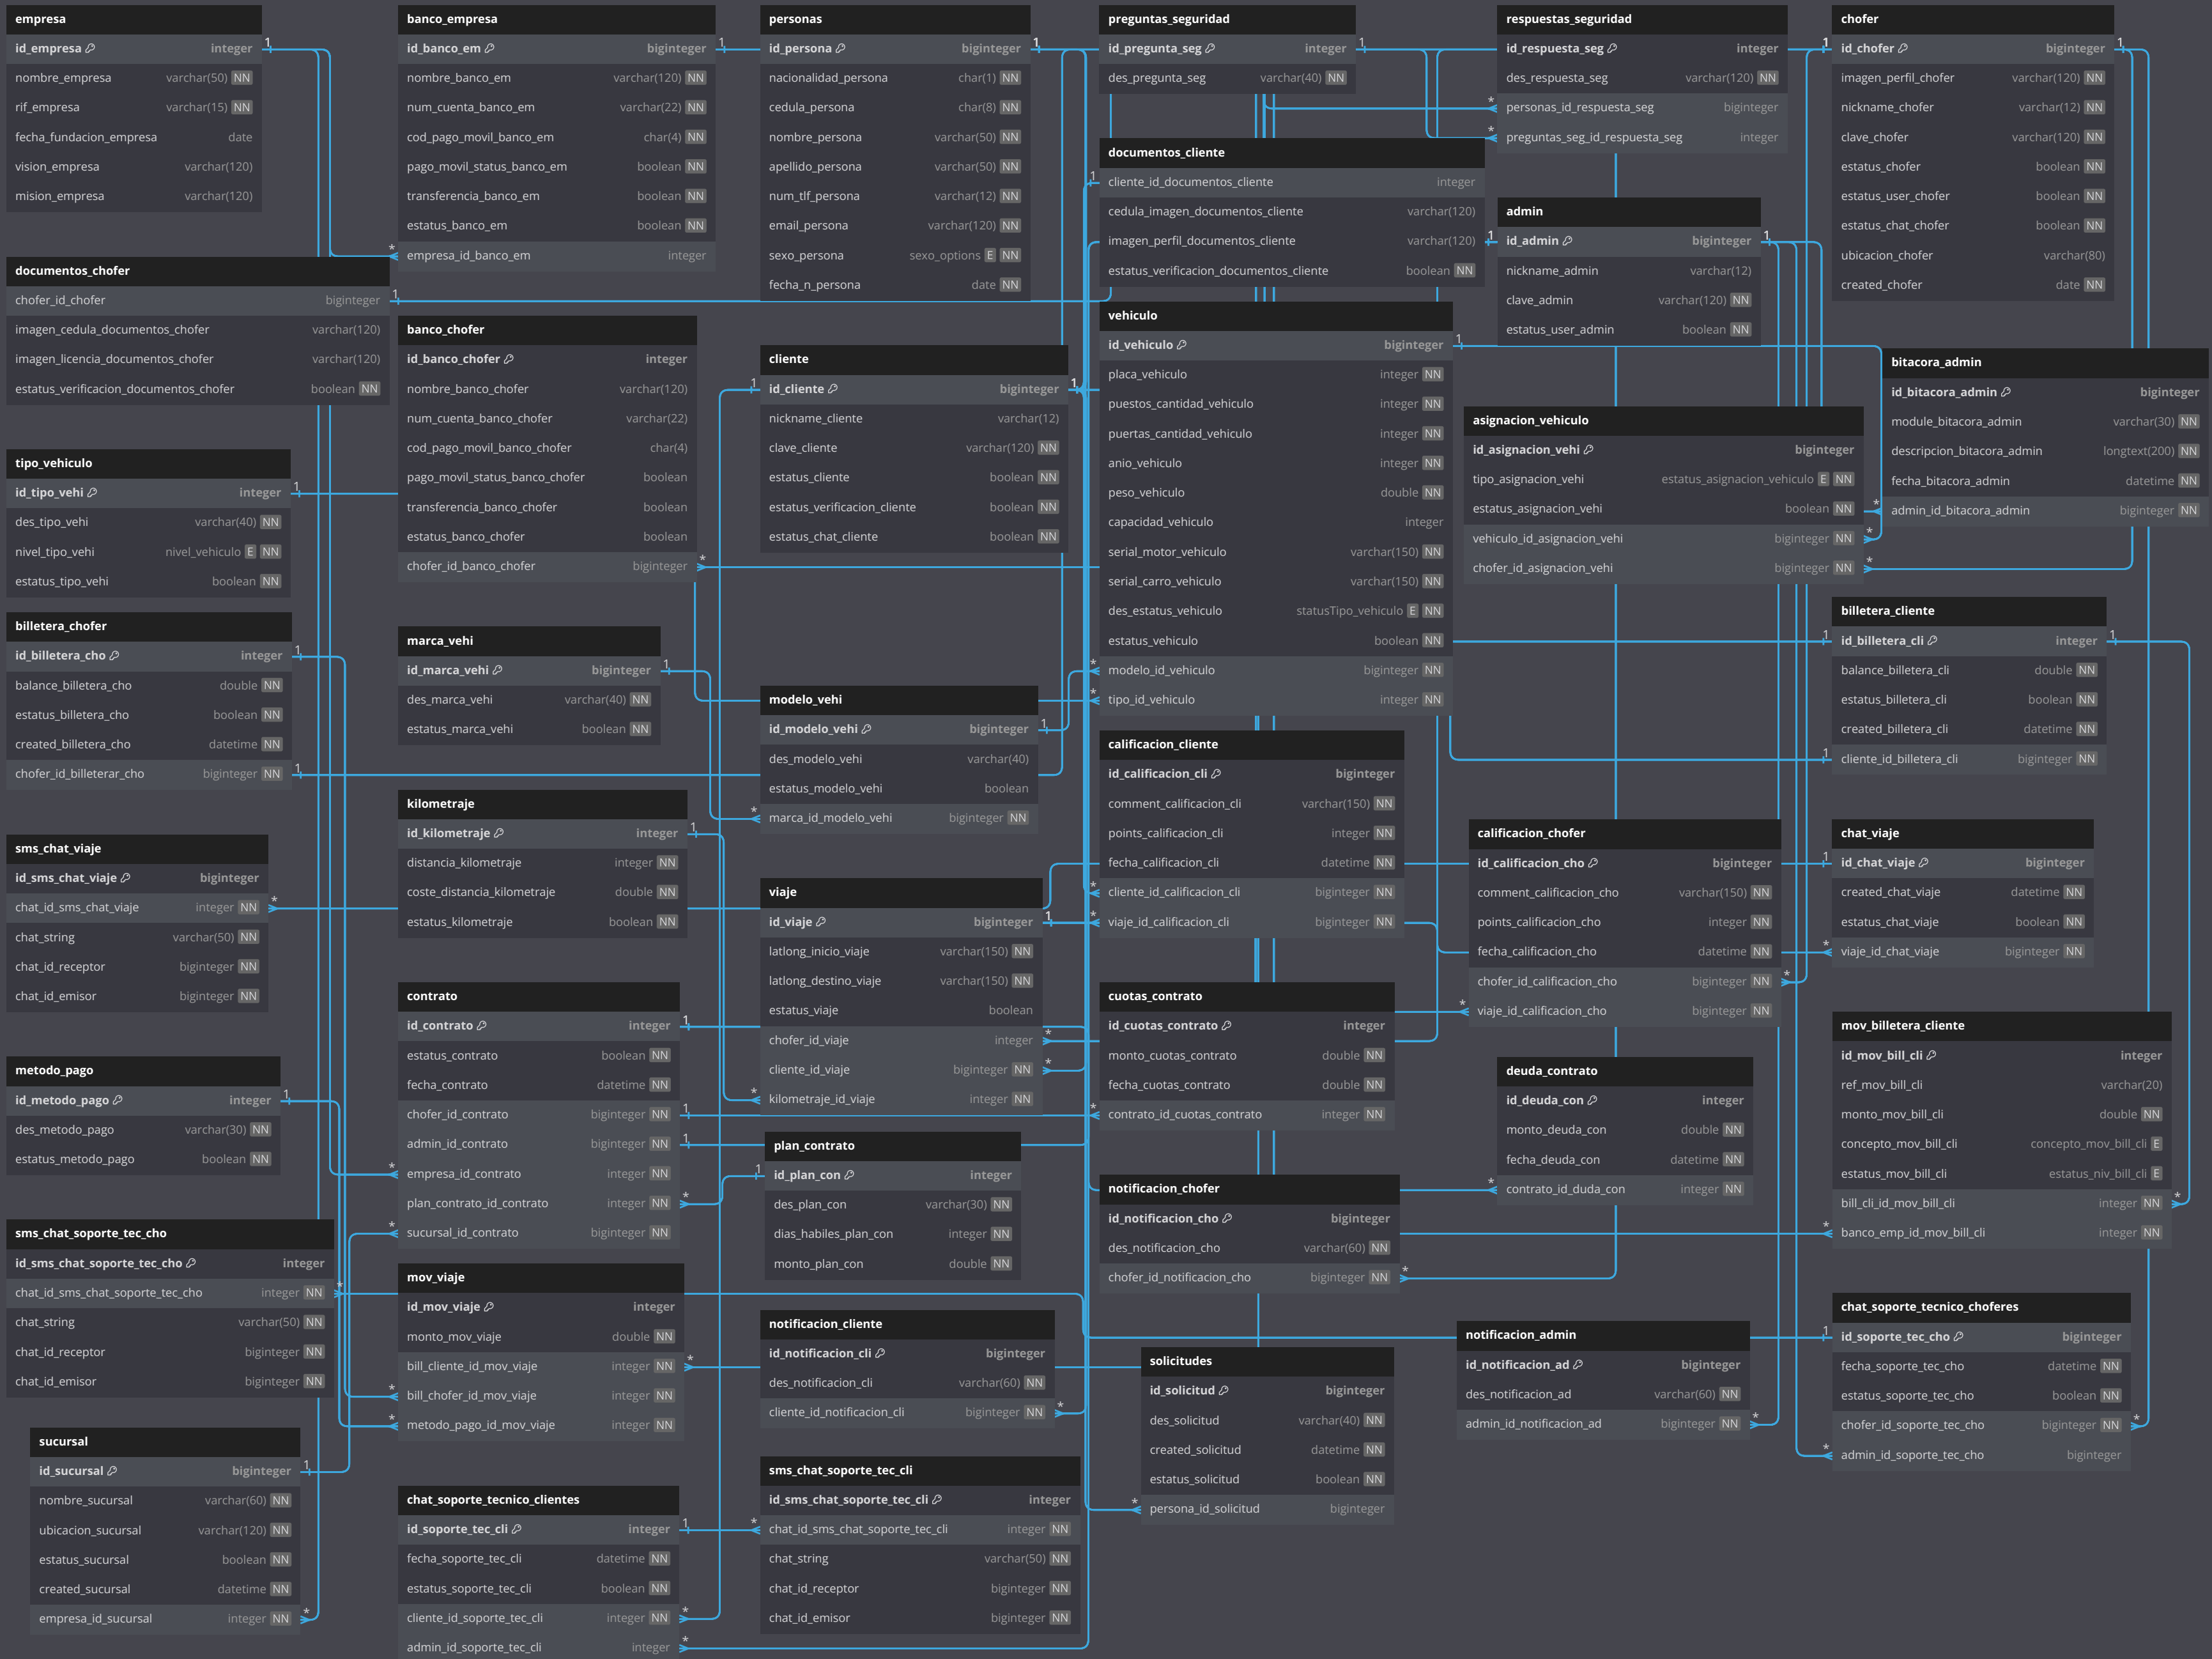 empresa
id_empresa integer
nombre_empresa varchar(50) NN
rif_empresa varchar(15) NN
fecha_fundacion_empresa date
vision_empresa varchar(120)
mision_empresa varchar(120)
documentos_chofer
chofer_id_chofer biginteger
imagen_cedula_documentos_chofer varchar(120)
imagen_licencia_documentos_chofer varchar(120)
estatus_verificacion_documentos_chofer boolean NN
tipo_vehiculo
id_tipo_vehi integer
des_tipo_vehi varchar(40) NN
nivel_tipo_vehi nivel_vehiculo E NN
estatus_tipo_vehi boolean NN
billetera_chofer
id_billetera_cho integer
balance_billetera_cho double NN
estatus_billetera_cho boolean NN
created_billetera_cho datetime NN
chofer_id_billeterar_cho biginteger NN
sms_chat_viaje
id_sms_chat_viaje biginteger
chat_id_sms_chat_viaje integer NN
chat_string varchar(50) NN
chat_id_receptor biginteger NN
chat_id_emisor biginteger NN
metodo_pago
id_metodo_pago integer
des_metodo_pago varchar(30) NN
estatus_metodo_pago boolean NN
sms_chat_soporte_tec_cho
id_sms_chat_soporte_tec_cho integer
chat_id_sms_chat_soporte_tec_cho integer NN
chat_string varchar(50) NN
chat_id_receptor biginteger NN
chat_id_emisor biginteger NN
sucursal
id_sucursal biginteger
nombre_sucursal varchar(60) NN
ubicacion_sucursal varchar(120) NN
estatus_sucursal boolean NN
created_sucursal datetime NN
empresa_id_sucursal integer NN
banco_empresa
id_banco_em biginteger
nombre_banco_em varchar(120) NN
num_cuenta_banco_em varchar(22) NN
cod_pago_movil_banco_em char(4) NN
pago_movil_status_banco_em boolean NN
transferencia_banco_em boolean NN
estatus_banco_em boolean NN
empresa_id_banco_em integer
banco_chofer
id_banco_chofer integer
nombre_banco_chofer varchar(120)
num_cuenta_banco_chofer varchar(22)
cod_pago_movil_banco_chofer char(4)
pago_movil_status_banco_chofer boolean
transferencia_banco_chofer boolean
estatus_banco_chofer boolean
chofer_id_banco_chofer biginteger
marca_vehi
id_marca_vehi biginteger
des_marca_vehi varchar(40) NN
estatus_marca_vehi boolean NN
kilometraje
id_kilometraje integer
distancia_kilometraje integer NN
coste_distancia_kilometraje double NN
estatus_kilometraje boolean NN
contrato
id_contrato integer
estatus_contrato boolean NN
fecha_contrato datetime NN
chofer_id_contrato biginteger NN
admin_id_contrato biginteger NN
empresa_id_contrato integer NN
plan_contrato_id_contrato integer NN
sucursal_id_contrato biginteger NN
mov_viaje
id_mov_viaje integer
monto_mov_viaje double NN
bill_cliente_id_mov_viaje integer NN
bill_chofer_id_mov_viaje integer NN
metodo_pago_id_mov_viaje integer NN
chat_soporte_tecnico_clientes
id_soporte_tec_cli integer
fecha_soporte_tec_cli datetime NN
estatus_soporte_tec_cli boolean NN
cliente_id_soporte_tec_cli integer NN
admin_id_soporte_tec_cli integer
personas
id_persona biginteger
nacionalidad_persona char(1) NN
cedula_persona char(8) NN
nombre_persona varchar(50) NN
apellido_persona varchar(50) NN
num_tlf_persona varchar(12) NN
email_persona varchar(120) NN
sexo_persona sexo_options E NN
fecha_n_persona date NN
cliente
id_cliente biginteger
nickname_cliente varchar(12)
clave_cliente varchar(120) NN
estatus_cliente boolean NN
estatus_verificacion_cliente boolean NN
estatus_chat_cliente boolean NN
modelo_vehi
id_modelo_vehi biginteger
des_modelo_vehi varchar(40)
estatus_modelo_vehi boolean
marca_id_modelo_vehi biginteger NN
viaje
id_viaje biginteger
latlong_inicio_viaje varchar(150) NN
latlong_destino_viaje varchar(150) NN
estatus_viaje boolean
chofer_id_viaje integer
cliente_id_viaje biginteger NN
kilometraje_id_viaje integer NN
plan_contrato
id_plan_con integer
des_plan_con varchar(30) NN
dias_habiles_plan_con integer NN
monto_plan_con double NN
notificacion_cliente
id_notificacion_cli biginteger
des_notificacion_cli varchar(60) NN
cliente_id_notificacion_cli biginteger NN
sms_chat_soporte_tec_cli
id_sms_chat_soporte_tec_cli integer
chat_id_sms_chat_soporte_tec_cli integer NN
chat_string varchar(50) NN
chat_id_receptor biginteger NN
chat_id_emisor biginteger NN
preguntas_seguridad
id_pregunta_seg integer
des_pregunta_seg varchar(40) NN
documentos_cliente
cliente_id_documentos_cliente integer
cedula_imagen_documentos_cliente varchar(120)
imagen_perfil_documentos_cliente varchar(120)
estatus_verificacion_documentos_cliente boolean NN
vehiculo
id_vehiculo biginteger
placa_vehiculo integer NN
puestos_cantidad_vehiculo integer NN
puertas_cantidad_vehiculo integer NN
anio_vehiculo integer NN
peso_vehiculo double NN
capacidad_vehiculo integer
serial_motor_vehiculo varchar(150) NN
serial_carro_vehiculo varchar(150) NN
des_estatus_vehiculo statusTipo_vehiculo E NN
estatus_vehiculo boolean NN
modelo_id_vehiculo biginteger NN
tipo_id_vehiculo integer NN
calificacion_cliente
id_calificacion_cli biginteger
comment_calificacion_cli varchar(150) NN
points_calificacion_cli integer NN
fecha_calificacion_cli datetime NN
cliente_id_calificacion_cli biginteger NN
viaje_id_calificacion_cli biginteger NN
cuotas_contrato
id_cuotas_contrato integer
monto_cuotas_contrato double NN
fecha_cuotas_contrato double NN
contrato_id_cuotas_contrato integer NN
notificacion_chofer
id_notificacion_cho biginteger
des_notificacion_cho varchar(60) NN
chofer_id_notificacion_cho biginteger NN
solicitudes
id_solicitud biginteger
des_solicitud varchar(40) NN
created_solicitud datetime NN
estatus_solicitud boolean NN
persona_id_solicitud biginteger
respuestas_seguridad
id_respuesta_seg integer
des_respuesta_seg varchar(120) NN
personas_id_respuesta_seg biginteger
preguntas_seg_id_respuesta_seg integer
admin
id_admin biginteger
nickname_admin varchar(12)
clave_admin varchar(120) NN
estatus_user_admin boolean NN
asignacion_vehiculo
id_asignacion_vehi biginteger
tipo_asignacion_vehi estatus_asignacion_vehiculo E NN
estatus_asignacion_vehi boolean NN
vehiculo_id_asignacion_vehi biginteger NN
chofer_id_asignacion_vehi biginteger NN
calificacion_chofer
id_calificacion_cho biginteger
comment_calificacion_cho varchar(150) NN
points_calificacion_cho integer NN
fecha_calificacion_cho datetime NN
chofer_id_calificacion_cho biginteger NN
viaje_id_calificacion_cho biginteger NN
deuda_contrato
id_deuda_con integer
monto_deuda_con double NN
fecha_deuda_con datetime NN
contrato_id_duda_con integer NN
notificacion_admin
id_notificacion_ad biginteger
des_notificacion_ad varchar(60) NN
admin_id_notificacion_ad biginteger NN
chofer
id_chofer biginteger
imagen_perfil_chofer varchar(120) NN
nickname_chofer varchar(12) NN
clave_chofer varchar(120) NN
estatus_chofer boolean NN
estatus_user_chofer boolean NN
estatus_chat_chofer boolean NN
ubicacion_chofer varchar(80)
created_chofer date NN
bitacora_admin
id_bitacora_admin biginteger
module_bitacora_admin varchar(30) NN
descripcion_bitacora_admin longtext(200) NN
fecha_bitacora_admin datetime NN
admin_id_bitacora_admin biginteger NN
billetera_cliente
id_billetera_cli integer
balance_billetera_cli double NN
estatus_billetera_cli boolean NN
created_billetera_cli datetime NN
cliente_id_billetera_cli biginteger NN
chat_viaje
id_chat_viaje biginteger
created_chat_viaje datetime NN
estatus_chat_viaje boolean NN
viaje_id_chat_viaje biginteger NN
mov_billetera_cliente
id_mov_bill_cli integer
ref_mov_bill_cli varchar(20)
monto_mov_bill_cli double NN
concepto_mov_bill_cli concepto_mov_bill_cli E
estatus_mov_bill_cli estatus_niv_bill_cli E
bill_cli_id_mov_bill_cli integer NN
banco_emp_id_mov_bill_cli integer NN
chat_soporte_tecnico_choferes
id_soporte_tec_cho biginteger
fecha_soporte_tec_cho datetime NN
estatus_soporte_tec_cho boolean NN
chofer_id_soporte_tec_cho biginteger NN
admin_id_soporte_tec_cho biginteger